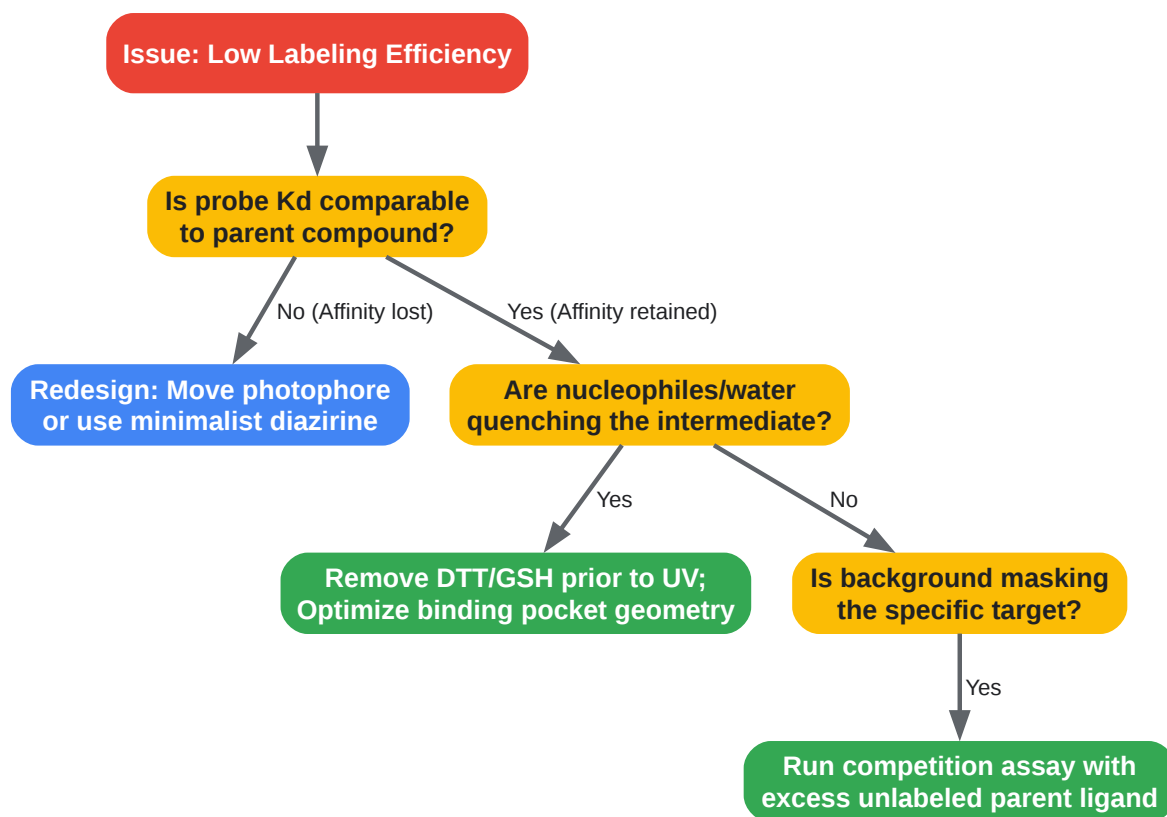 Issue: Low Labeling Efficiency
Is probe Kd comparable
to parent compound?
No (Affinity lost)
Yes (Affinity retained)
Redesign: Move photophore
or use minimalist diazirine
Are nucleophiles/water
quenching the intermediate?
Yes
No
Remove DTT/GSH prior to UV;
Optimize binding pocket geometry
Is background masking
the specific target?
Yes
Run competition assay with
excess unlabeled parent ligand